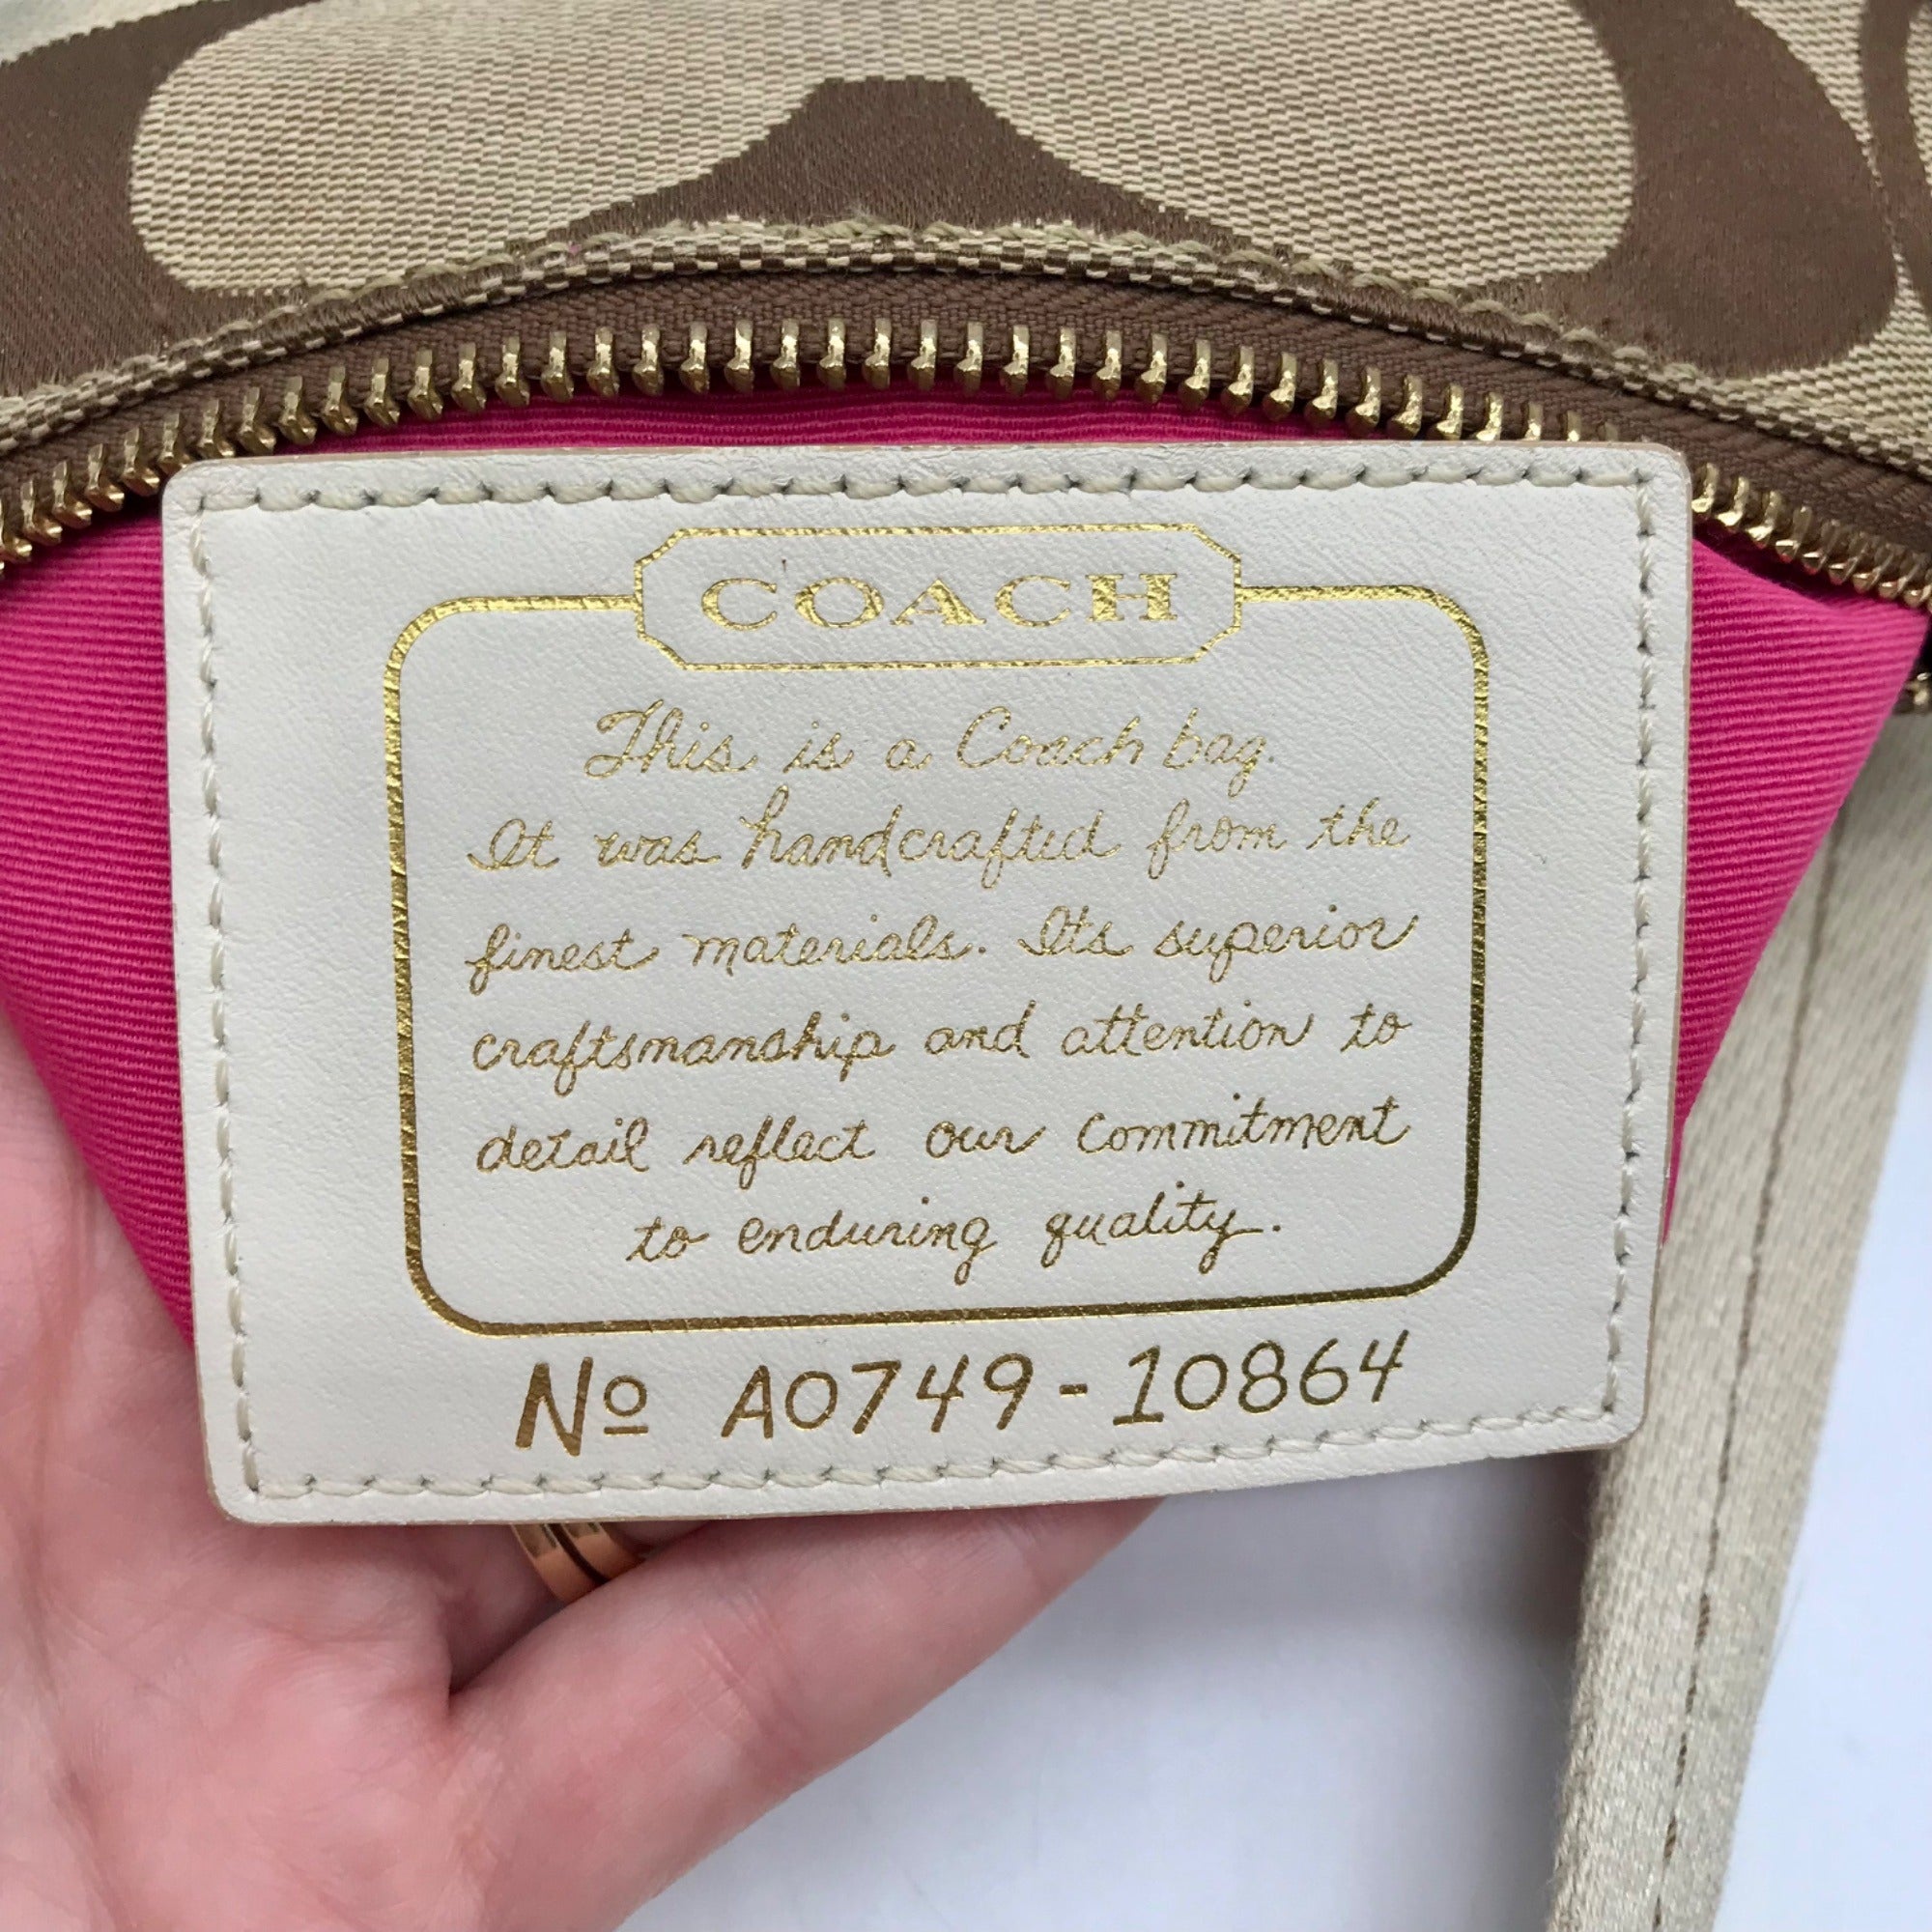 COACH
This is a Coach bag.
It was handcrafted from the
finest materials. Its superior
craftsmanship and attention to
detail reflect our commitment
to enduring quality.
Nº A0749-10864